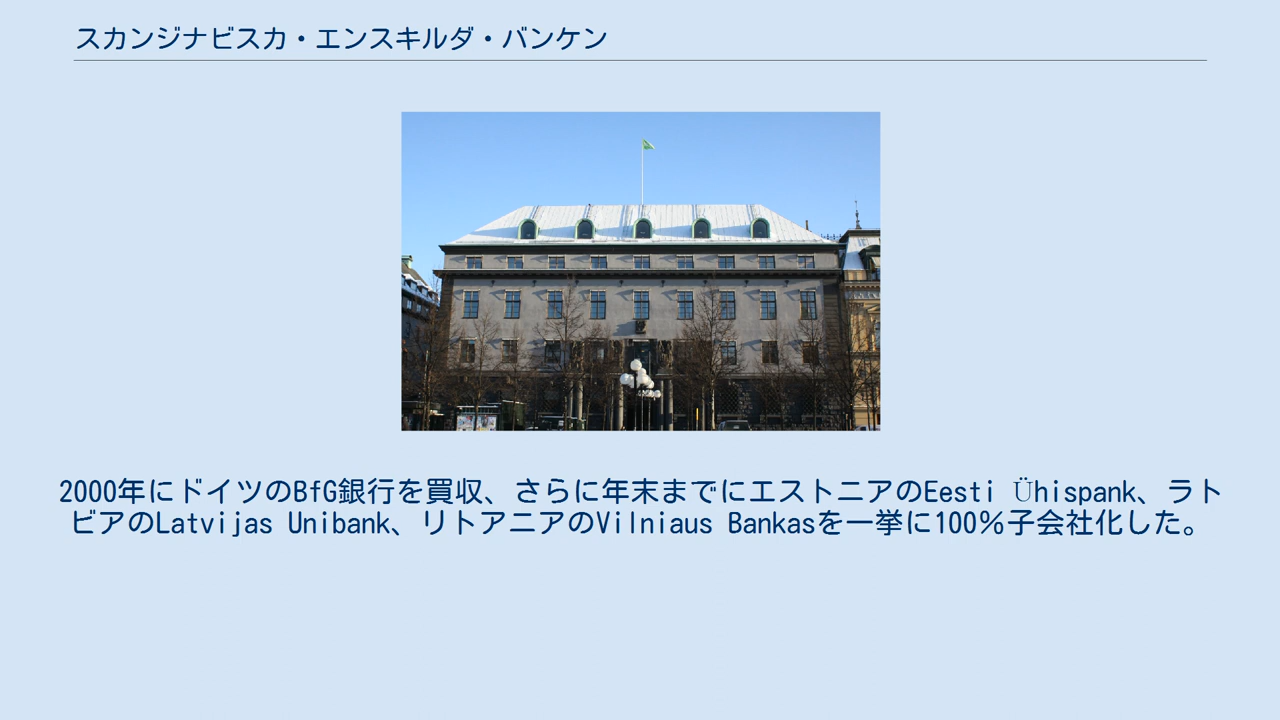 スカンジナビスカ・エンスキルダ・バンケン
2000年にドイツのBfG銀行を買収、さらに年末までにエストニアのEesti Ühispank、ラト
ビアのLatvijas Unibank、リトアニアのVilniaus Bankasを一挙に100％子会社化した。